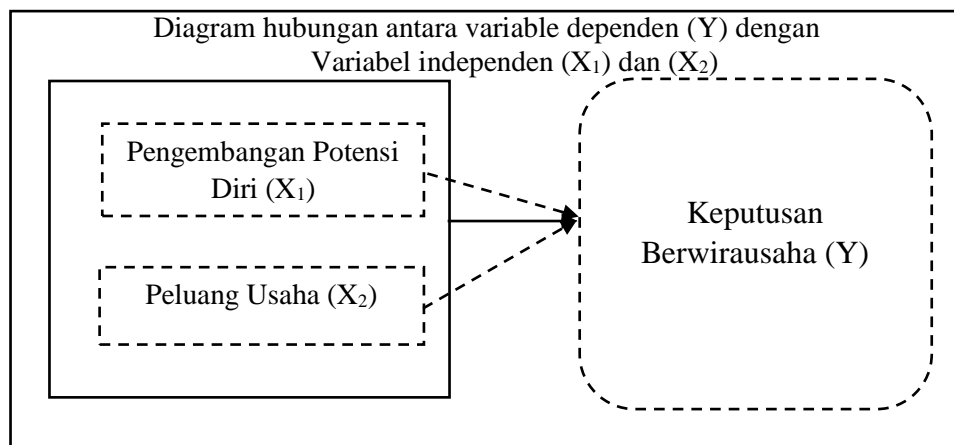 Diagram hubungan antara variable dependen (Y) dengan
Variabel independen (X₁) dan (X₂)
Pengembangan Potensi
Diri (X₁)
Peluang Usaha (X₂)
Keputusan
Berwirausaha (Y)